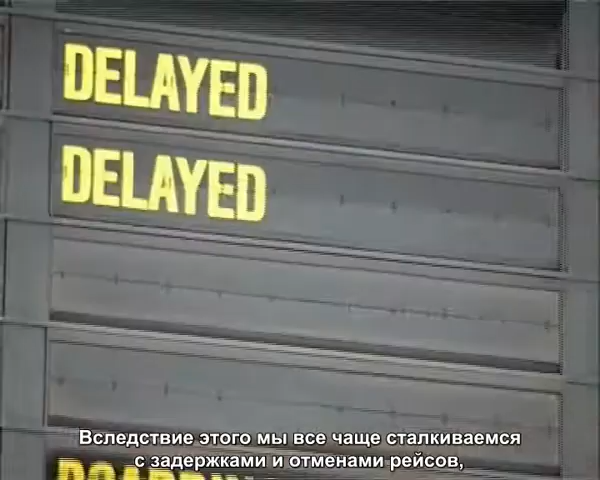 DELAYED
DELAYED
Вследствие этого мы все чаще сталкиваемся
с задержками и отменами рейсов,